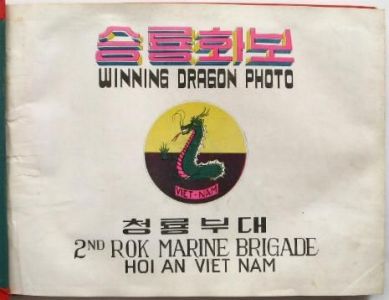 승룡화보
WINNING DRAGON PHOTO
VIET-NAM
청룡부대
2ND ROK MARINE BRIGADE
HOI AN VIET NAM